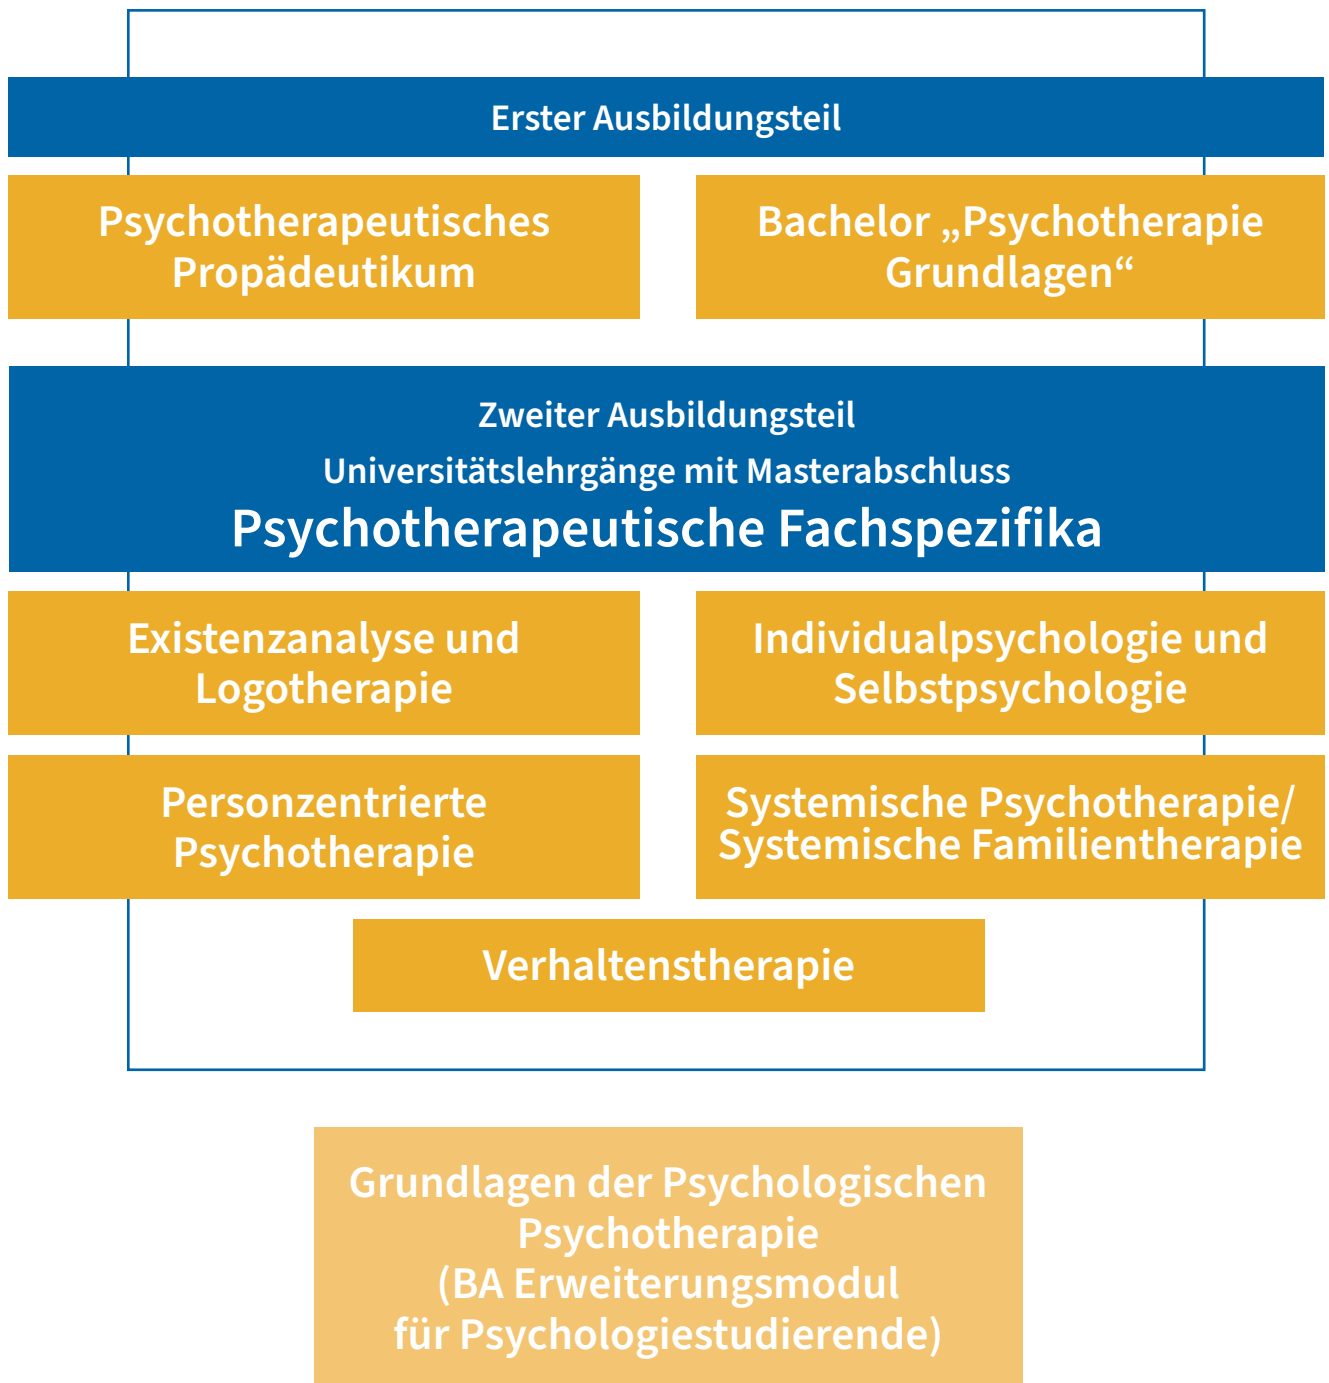 Erster Ausbildungsteil
Psychotherapeutisches
Propädeutikum
Bachelor „Psychotherapie
Grundlagen“
Zweiter Ausbildungsteil
Universitätslehrgänge mit Masterabschluss
Psychotherapeutische Fachspezifika
Existenzanalyse und
Logotherapie
Individualpsychologie und
Selbstpsychologie
Personzentrierte
Psychotherapie
Systemische Psychotherapie/
Systemische Familientherapie
Verhaltenstherapie
Grundlagen der Psychologischen
Psychotherapie
(BA Erweiterungsmodul
für Psychologiestudierende)